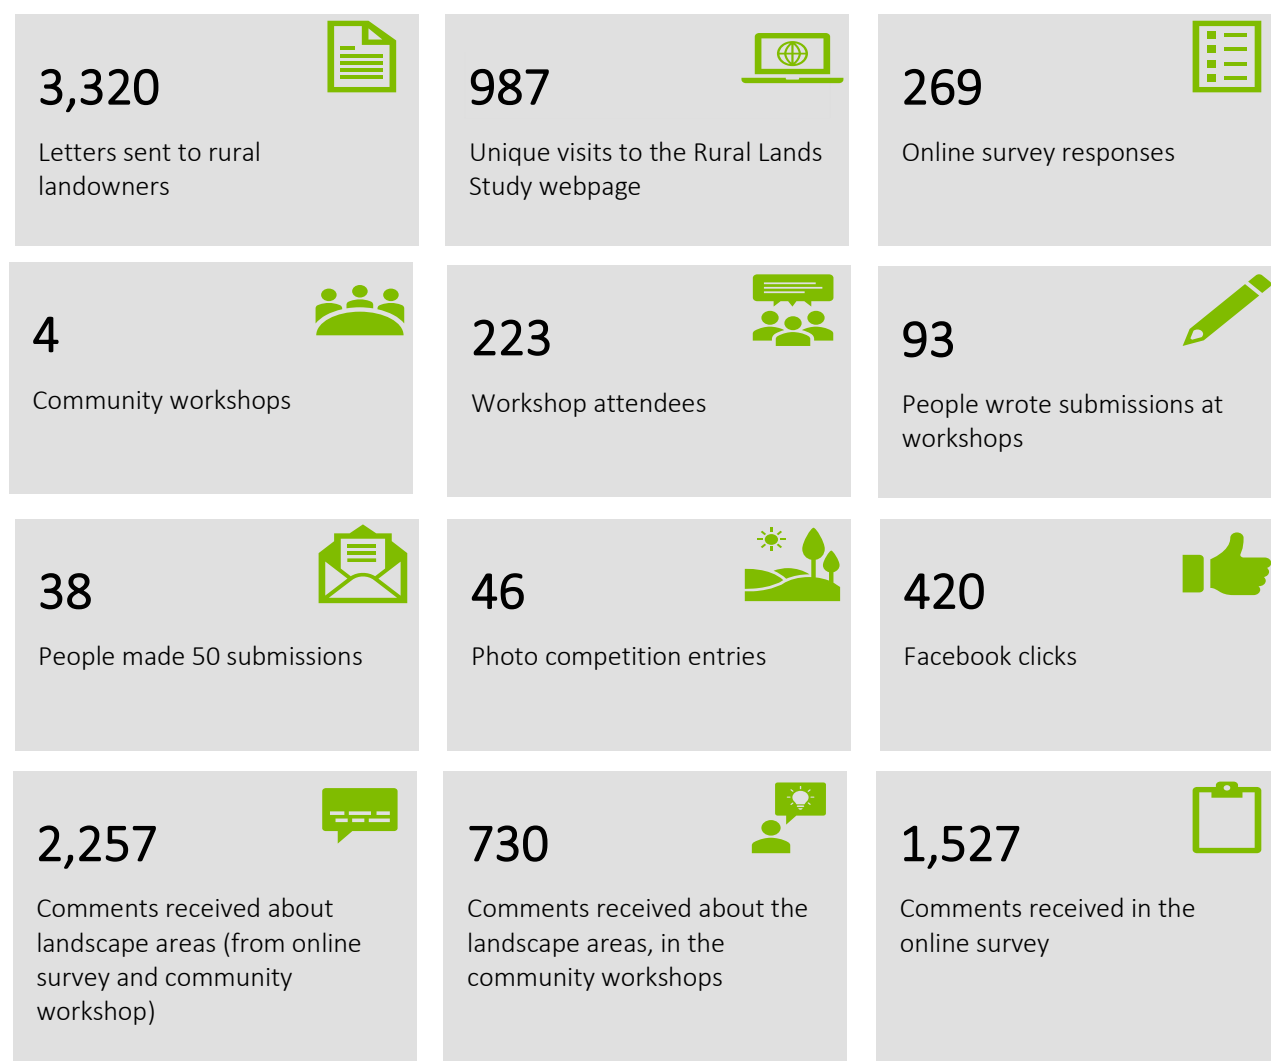 3,320
Letters sent to rural
landowners
987
Unique visits to the Rural Lands
Study webpage
269
Online survey responses
4
Community workshops
223
Workshop attendees
93
People wrote submissions at
workshops
38
People made 50 submissions
46
Photo competition entries
420
Facebook clicks
2,257
Comments received about
landscape areas (from online
survey and community
workshop)
730
Comments received about the
landscape areas, in the
community workshops
1,527
Comments received in the
online survey